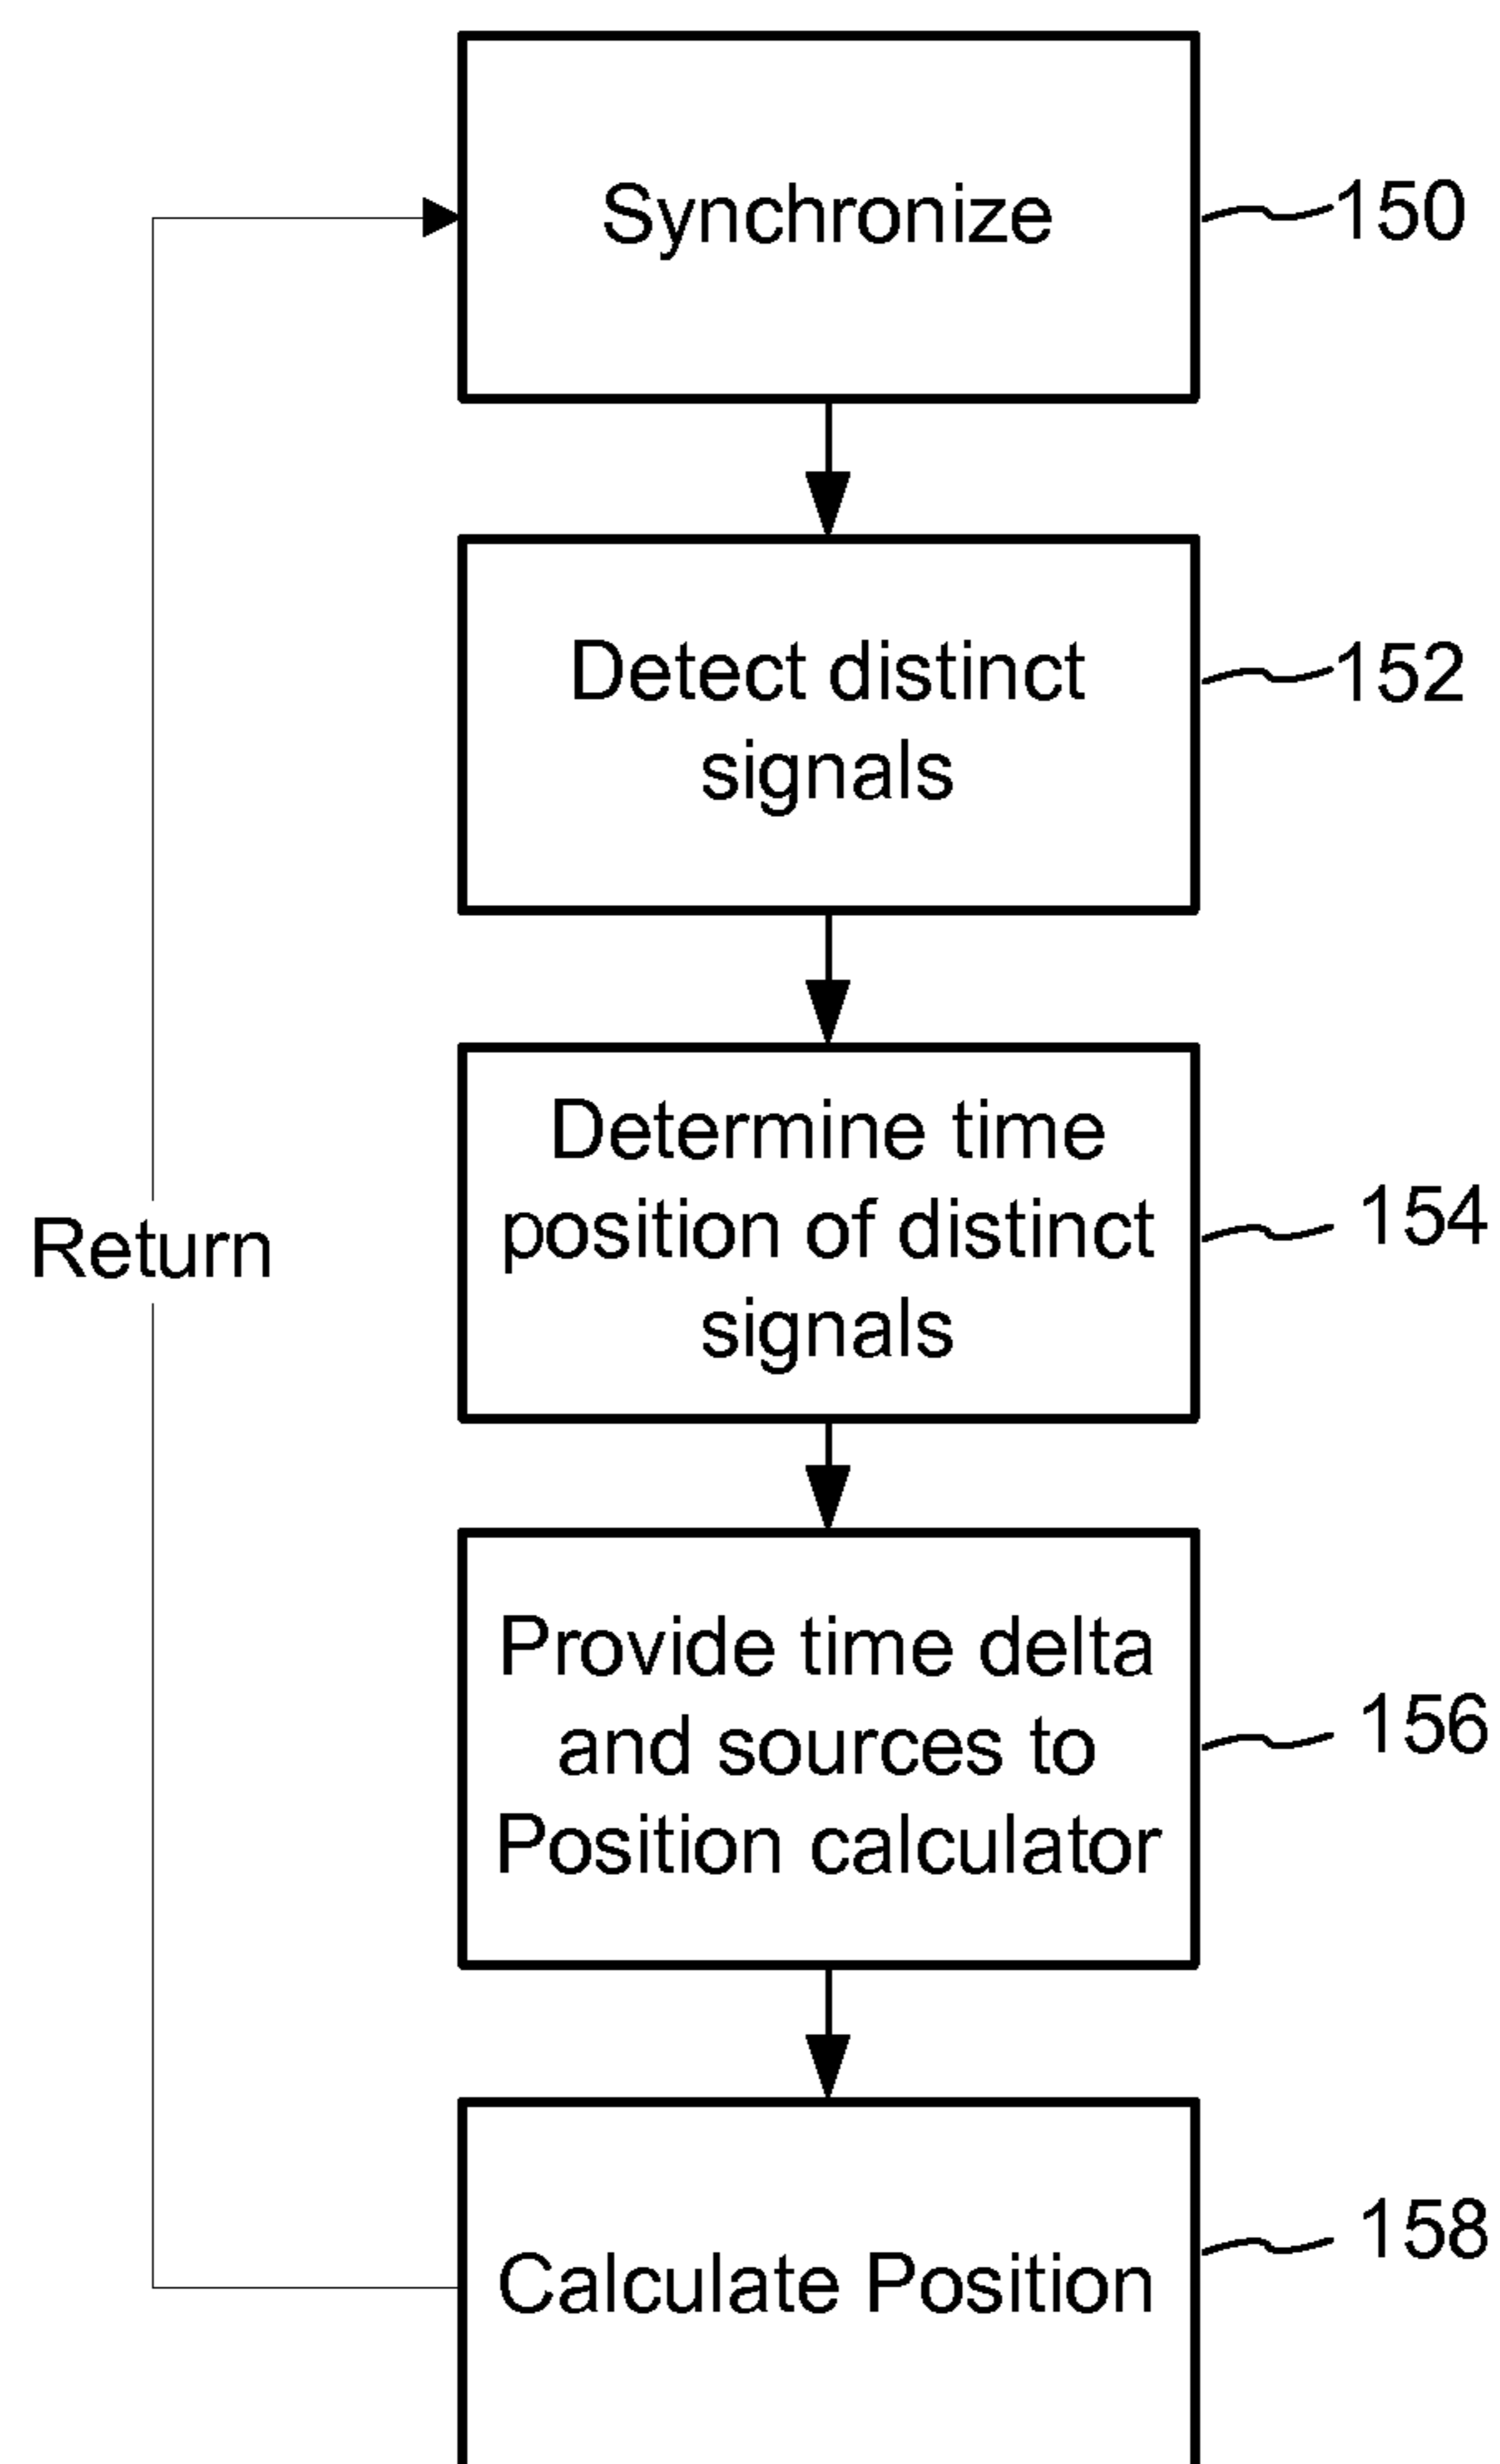 Synchronize
150
Detect distinct
signals
152
Determine time
position of distinct
signals
154
Return
Provide time delta
and sources to
Position calculator
156
Calculate Position
158